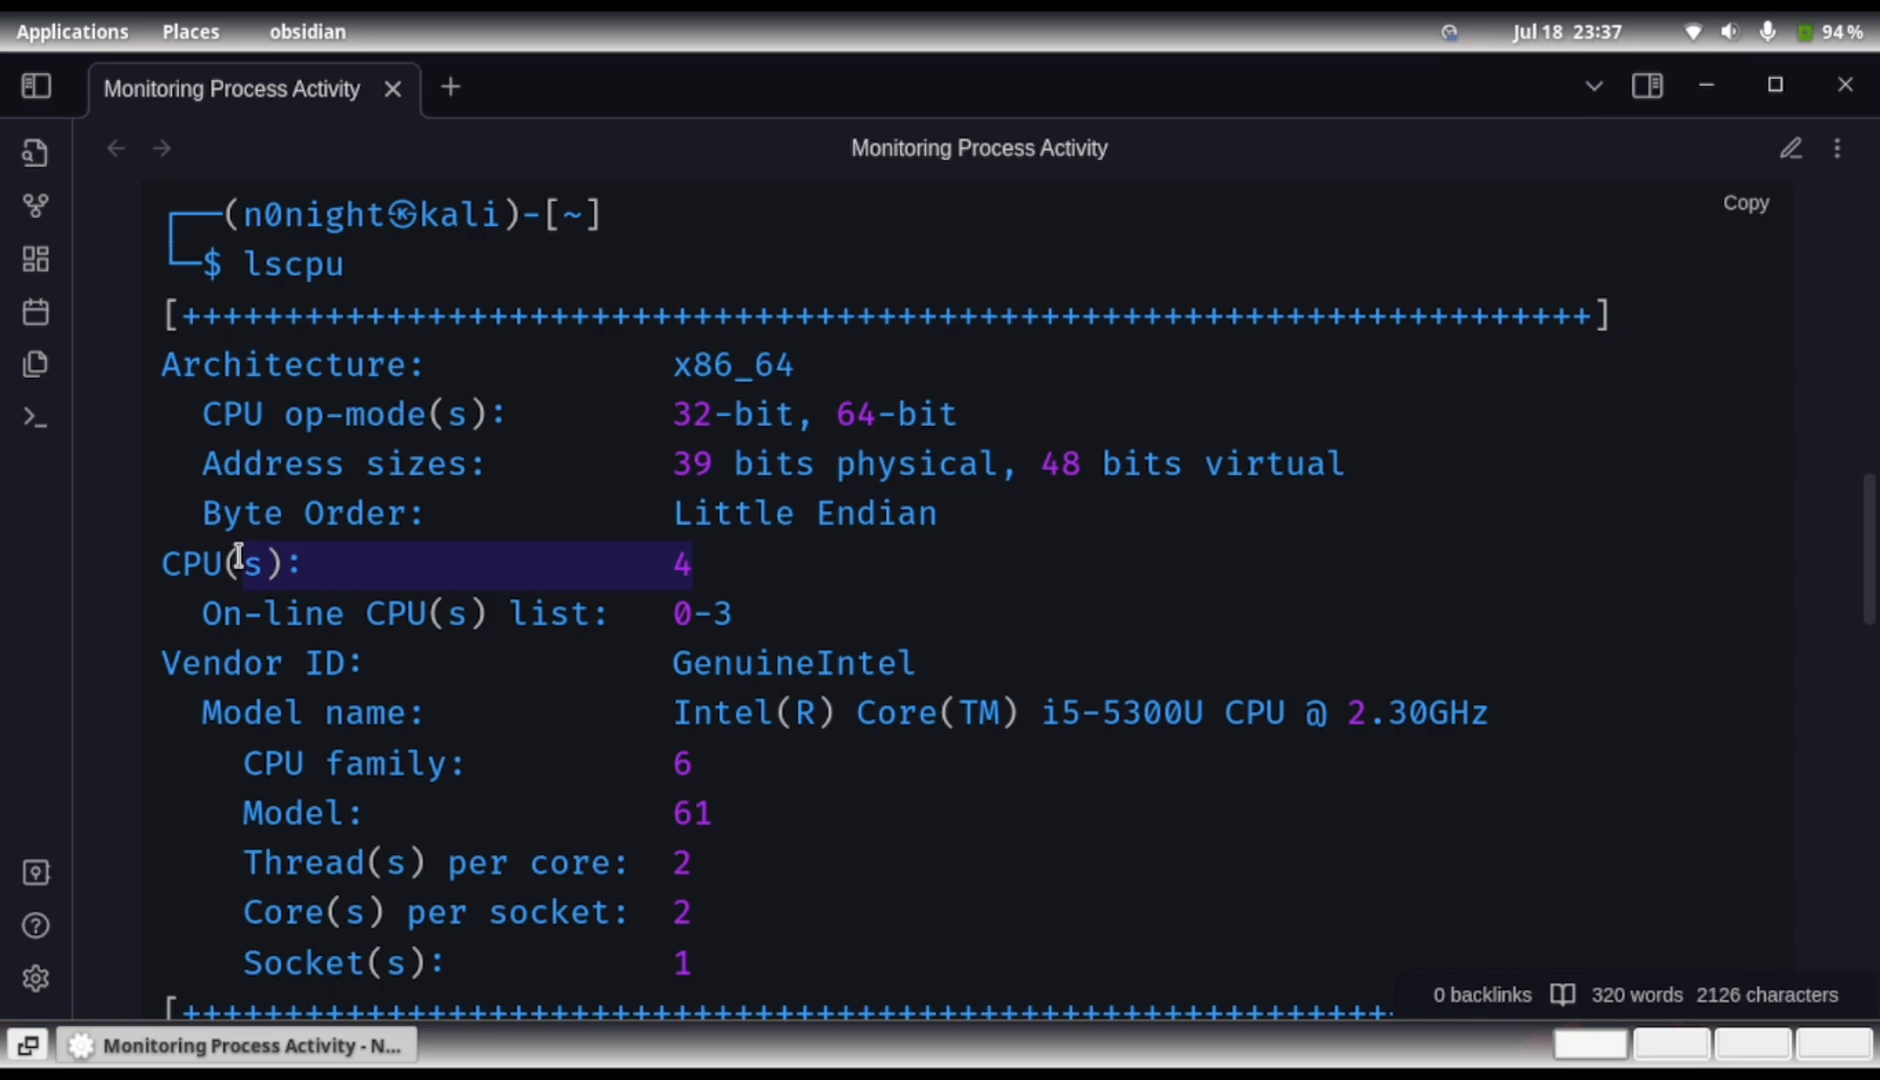 Applications Places obsidian Jul 18 23:37 94%
Monitoring Process Activity
Monitoring Process Activity
Copy
┌──(n0night㉿kali)-[~]
└─$ lscpu
[+++++++++++++++++++++++++++++++++++++++++++++++++++++++++++++++++++++]
Architecture: x86_64
CPU op-mode(s): 32-bit, 64-bit
Address sizes: 39 bits physical, 48 bits virtual
Byte Order: Little Endian
CPU(s): 4
On-line CPU(s) list: 0-3
Vendor ID: GenuineIntel
Model name: Intel(R) Core(TM) i5-5300U CPU @ 2.30GHz
CPU family: 6
Model: 61
Thread(s) per core: 2
Core(s) per socket: 2
Socket(s): 1
[+++++++++++++++++++++++++++++++++++++++++++++++++++++++++++
0 backlinks 320 words 2126 characters
Monitoring Process Activity - N...